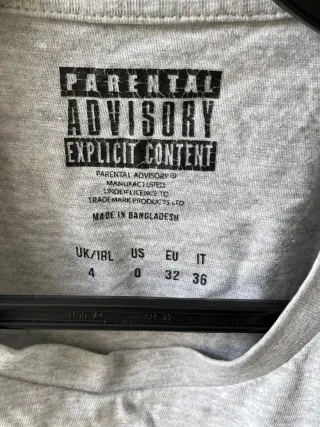 PARENTAL
ADVISORY
EXPLICIT CONTENT
PARENTAL ADVISORY ®
MANUFACTURED
UNDER LICENCE TO
TRADEMARK PRODUCTS LTD
MADE IN BANGLADESH
UK/IRL US EU IT
4 0 32 36